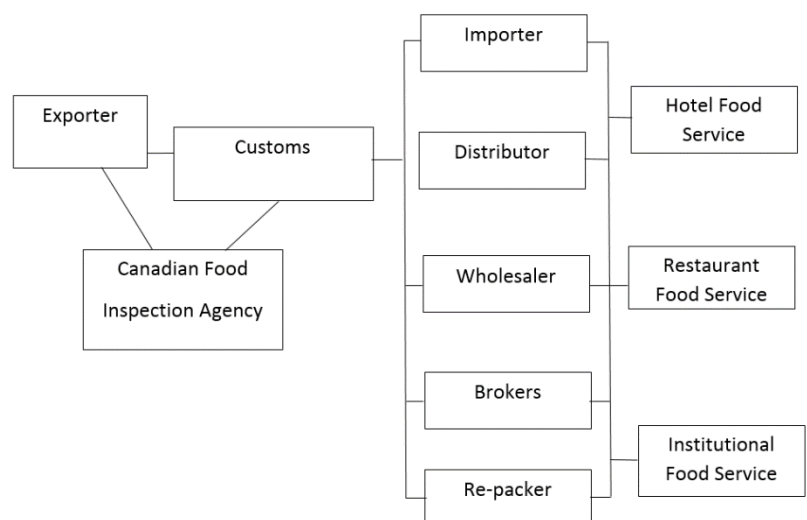 Exporter
Customs
Canadian Food
Inspection Agency
Importer
Distributor
Wholesaler
Brokers
Re-packer
Hotel Food
Service
Restaurant
Food Service
Institutional
Food Service